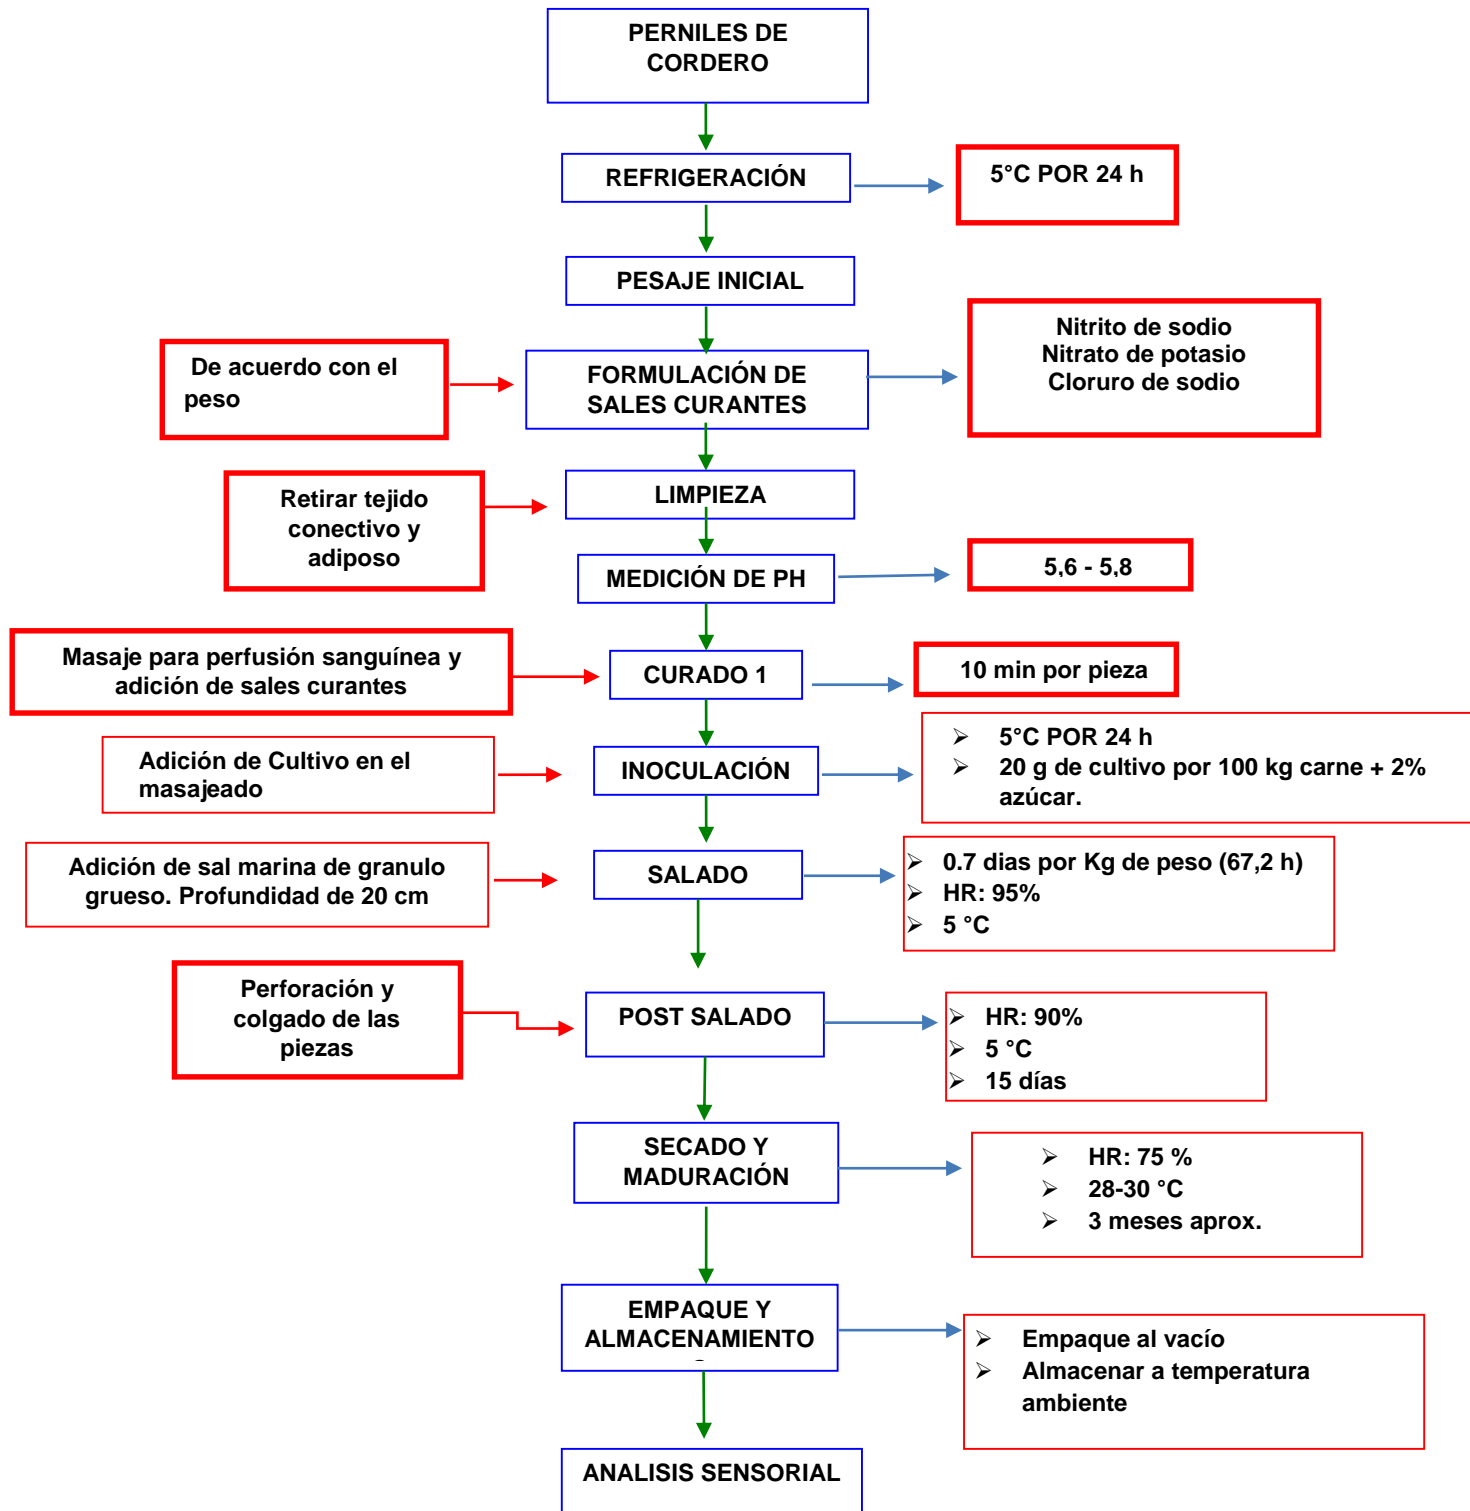 PERNILES DE
CORDERO
REFRIGERACIÓN
5°C POR 24 h
PESAJE INICIAL
De acuerdo con el
peso
FORMULACIÓN DE
SALES CURANTES
Nitrito de sodio
Nitrato de potasio
Cloruro de sodio
Retirar tejido
conectivo y
adiposo
LIMPIEZA
MEDICIÓN DE PH
5,6 - 5,8
Masaje para perfusión sanguínea y
adición de sales curantes
CURADO 1
10 min por pieza
Adición de Cultivo en el
masajeado
INOCULACIÓN
➢ 5°C POR 24 h
➢ 20 g de cultivo por 100 kg carne + 2%
azúcar.
Adición de sal marina de granulo
grueso. Profundidad de 20 cm
SALADO
➢ 0.7 dias por Kg de peso (67,2 h)
➢ HR: 95%
➢ 5 °C
Perforación y
colgado de las
piezas
POST SALADO
➢ HR: 90%
➢ 5 °C
➢ 15 días
SECADO Y
MADURACIÓN
➢ HR: 75 %
➢ 28-30 °C
➢ 3 meses aprox.
EMPAQUE Y
ALMACENAMIENTO
➢ Empaque al vacío
➢ Almacenar a temperatura
ambiente
ANALISIS SENSORIAL